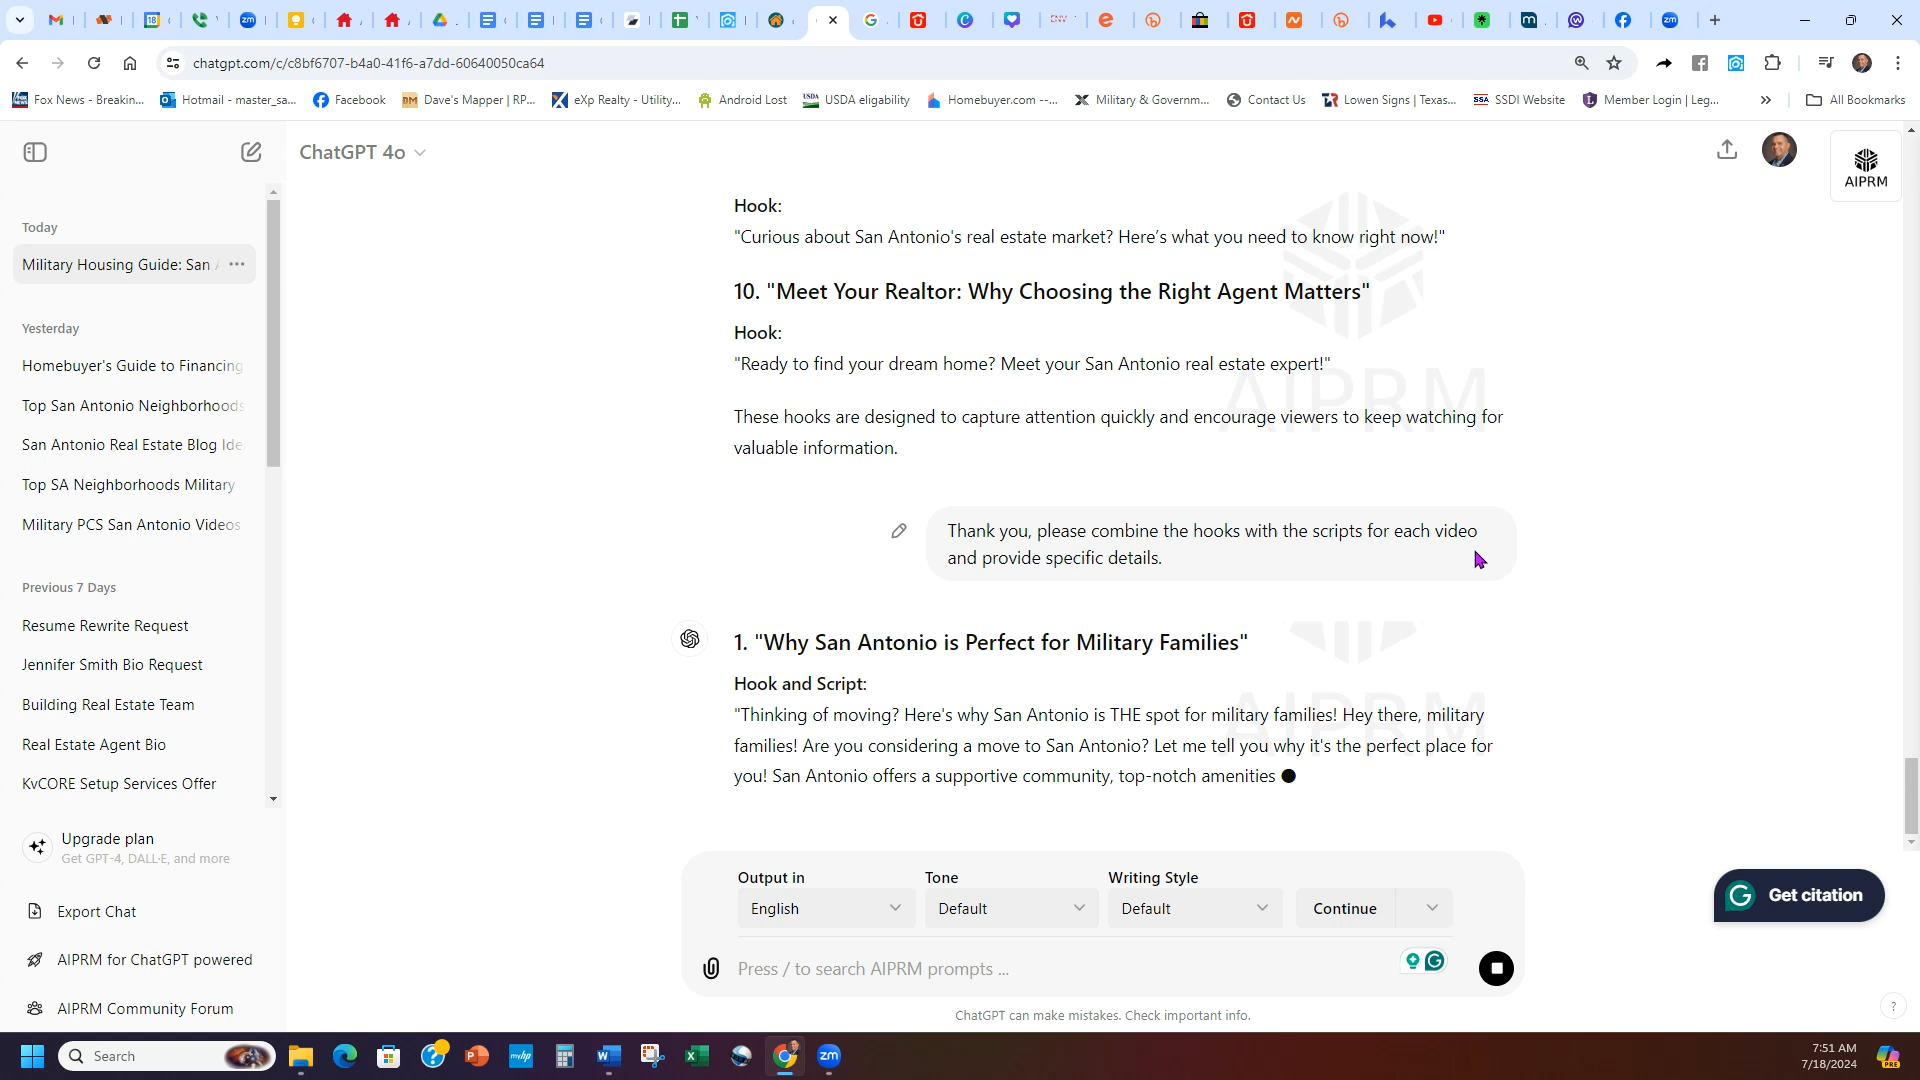 chatgpt.com/c/c8bf6707-b4a0-41f6-a7dd-60640050ca64
Fox News - Breakin...
Hotmail - master_sa...
Facebook
Dave's Mapper | RP...
eXp Realty - Utility...
Android Lost
USDA eligibility
Homebuyer.com --...
Military & Governm...
Contact Us
Lowen Signs | Texas...
SSDI Website
Member Login | Leg...
All Bookmarks
ChatGPT 4o
AIPRM
Today
Military Housing Guide: San
Yesterday
Homebuyer's Guide to Financing
Top San Antonio Neighborhoods
San Antonio Real Estate Blog Ide
Top SA Neighborhoods Military
Military PCS San Antonio Videos
Previous 7 Days
Resume Rewrite Request
Jennifer Smith Bio Request
Building Real Estate Team
Real Estate Agent Bio
KvCORE Setup Services Offer
Upgrade plan
Get GPT-4, DALL·E, and more
Export Chat
AIPRM for ChatGPT powered
AIPRM Community Forum
Hook:
"Curious about San Antonio's real estate market? Here’s what you need to know right now!"
10. "Meet Your Realtor: Why Choosing the Right Agent Matters"
Hook:
"Ready to find your dream home? Meet your San Antonio real estate expert!"
AIPRM
These hooks are designed to capture attention quickly and encourage viewers to keep watching for
valuable information.
Thank you, please combine the hooks with the scripts for each video
and provide specific details.
1. "Why San Antonio is Perfect for Military Families"
Hook and Script:
"Thinking of moving? Here's why San Antonio is THE spot for military families! Hey there, military
families! Are you considering a move to San Antonio? Let me tell you why it's the perfect place for
you! San Antonio offers a supportive community, top-notch amenities
AIPRM
Output in
Tone
Writing Style
English
Default
Default
Continue
Press / to search AIPRM prompts ...
Get citation
ChatGPT can make mistakes. Check important info.
?
Search
7:51 AM
7/18/2024